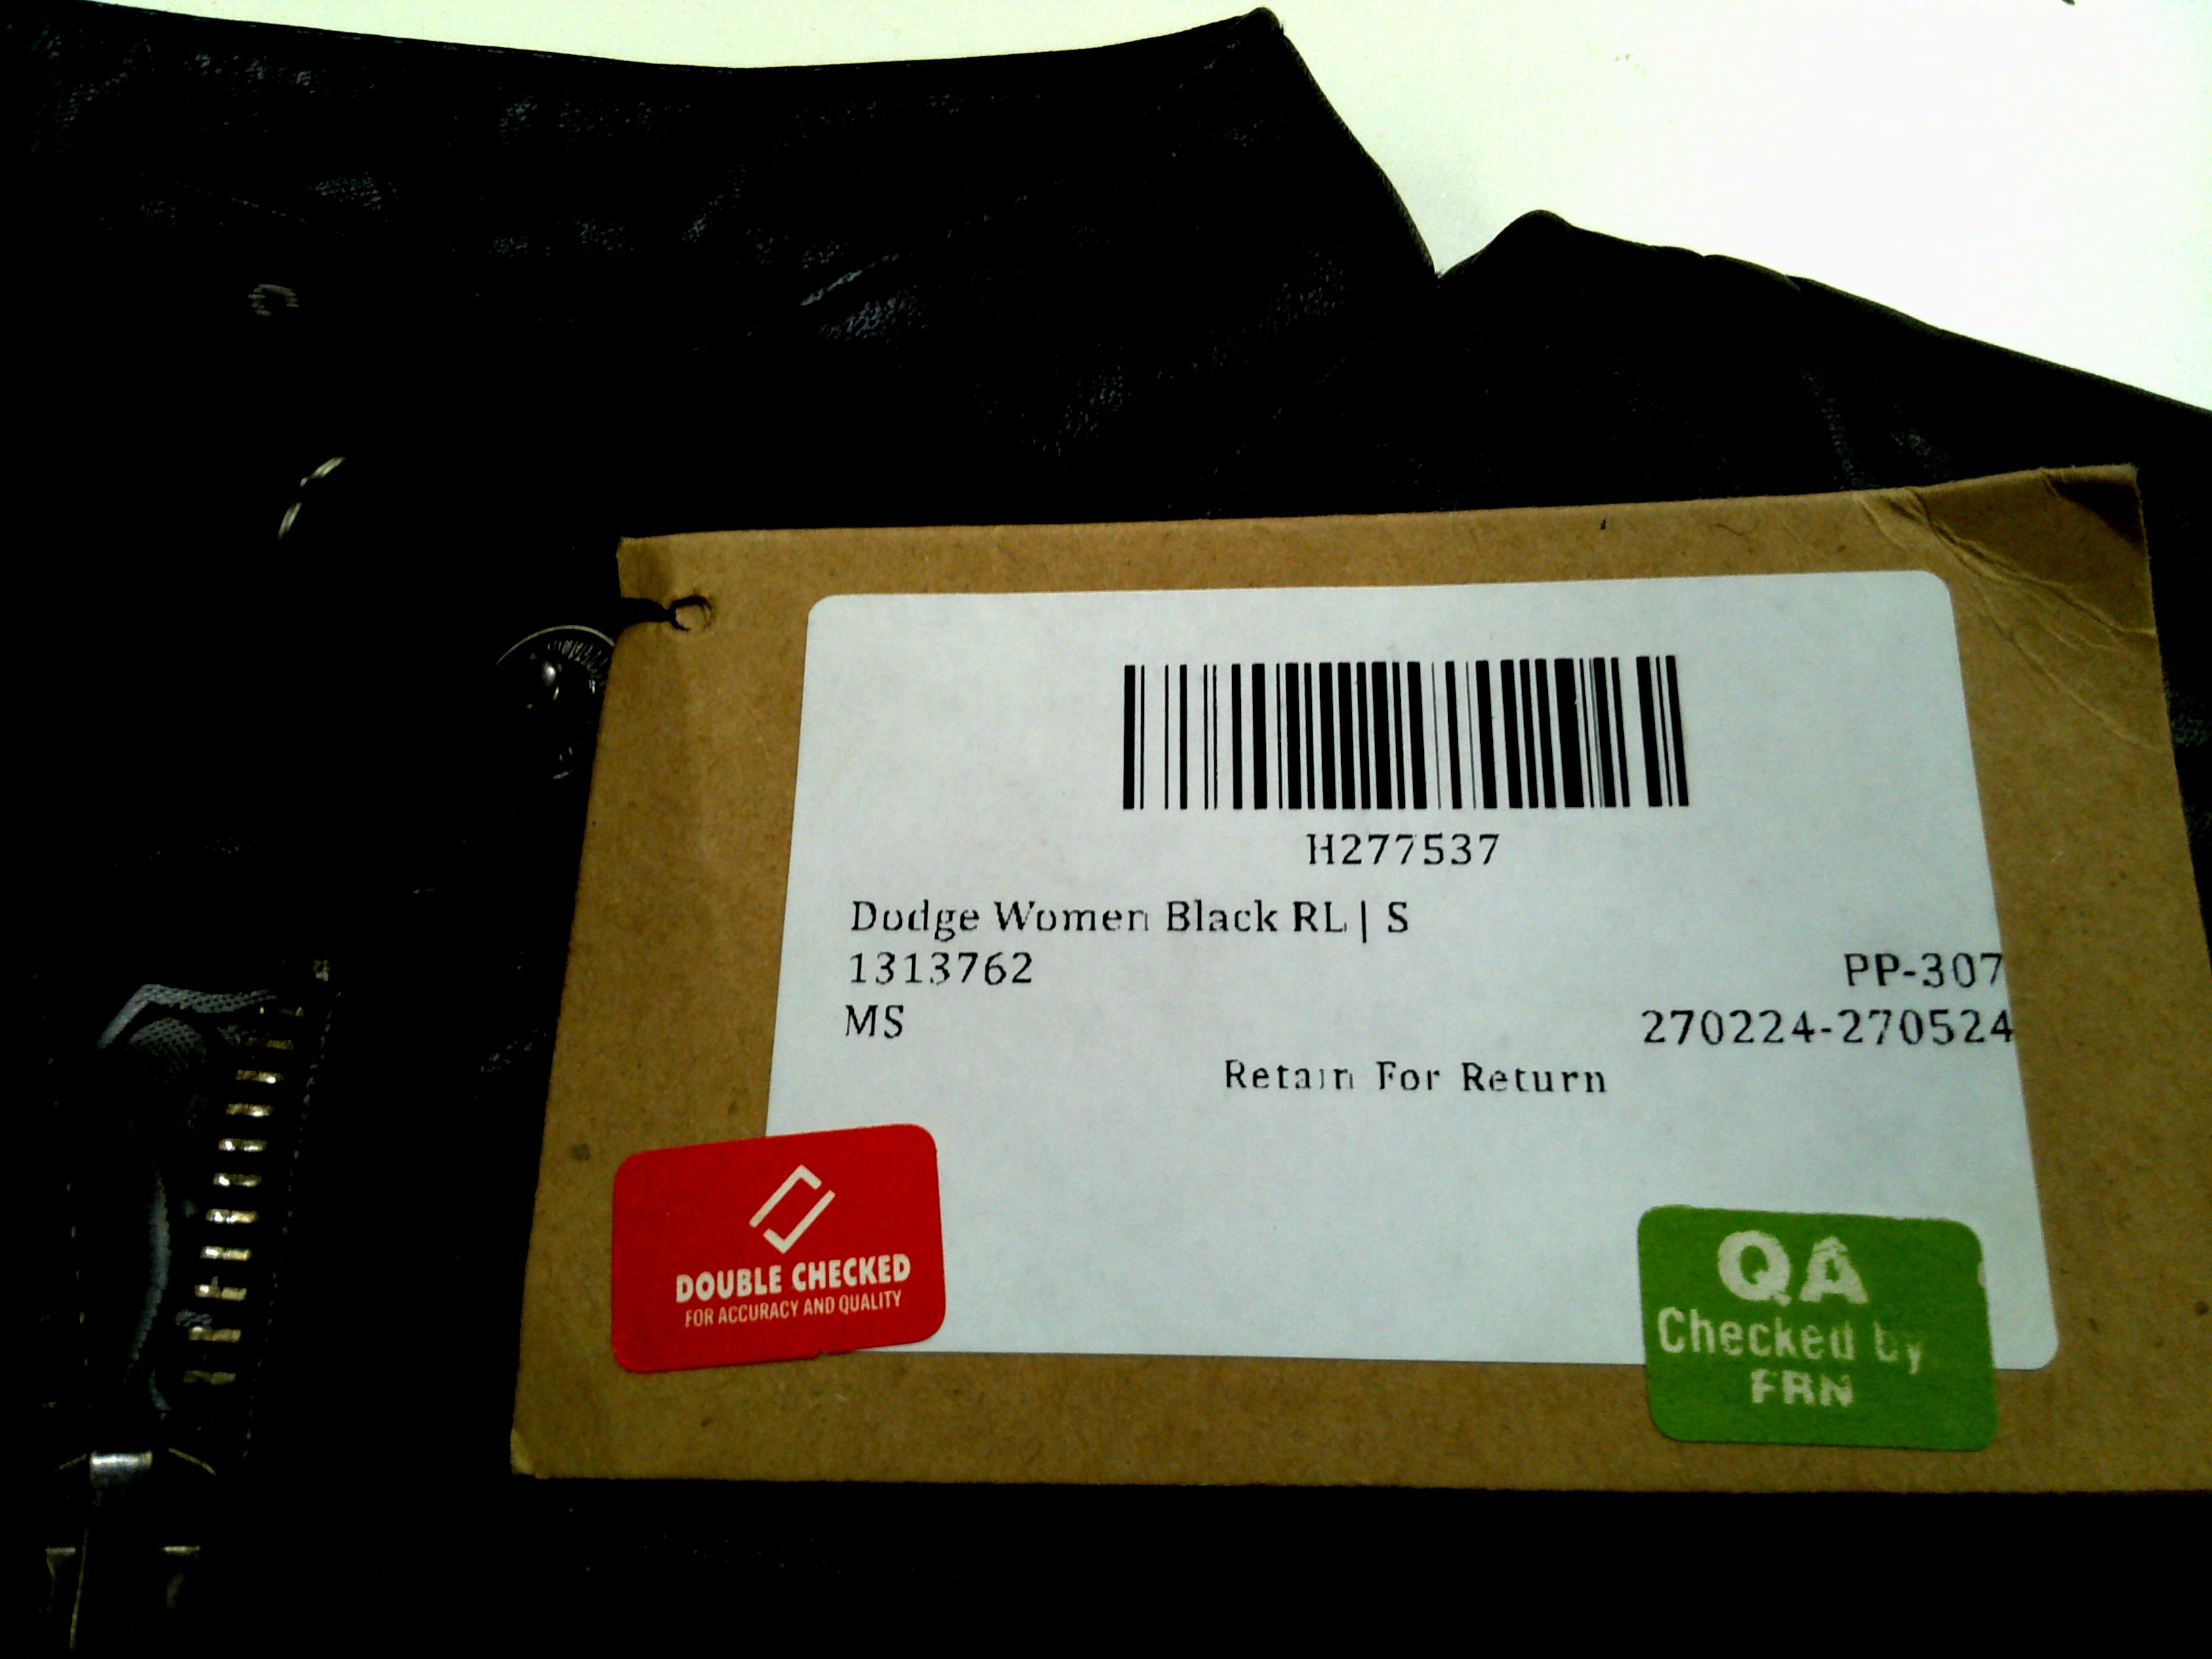 H277537
Dodge Women Black RL | S
1313762
PP-307
MS
270224-270524
Retain For Return
DOUBLE CHECKED
FOR ACCURACY AND QUALITY
QA
Checked by
FRN